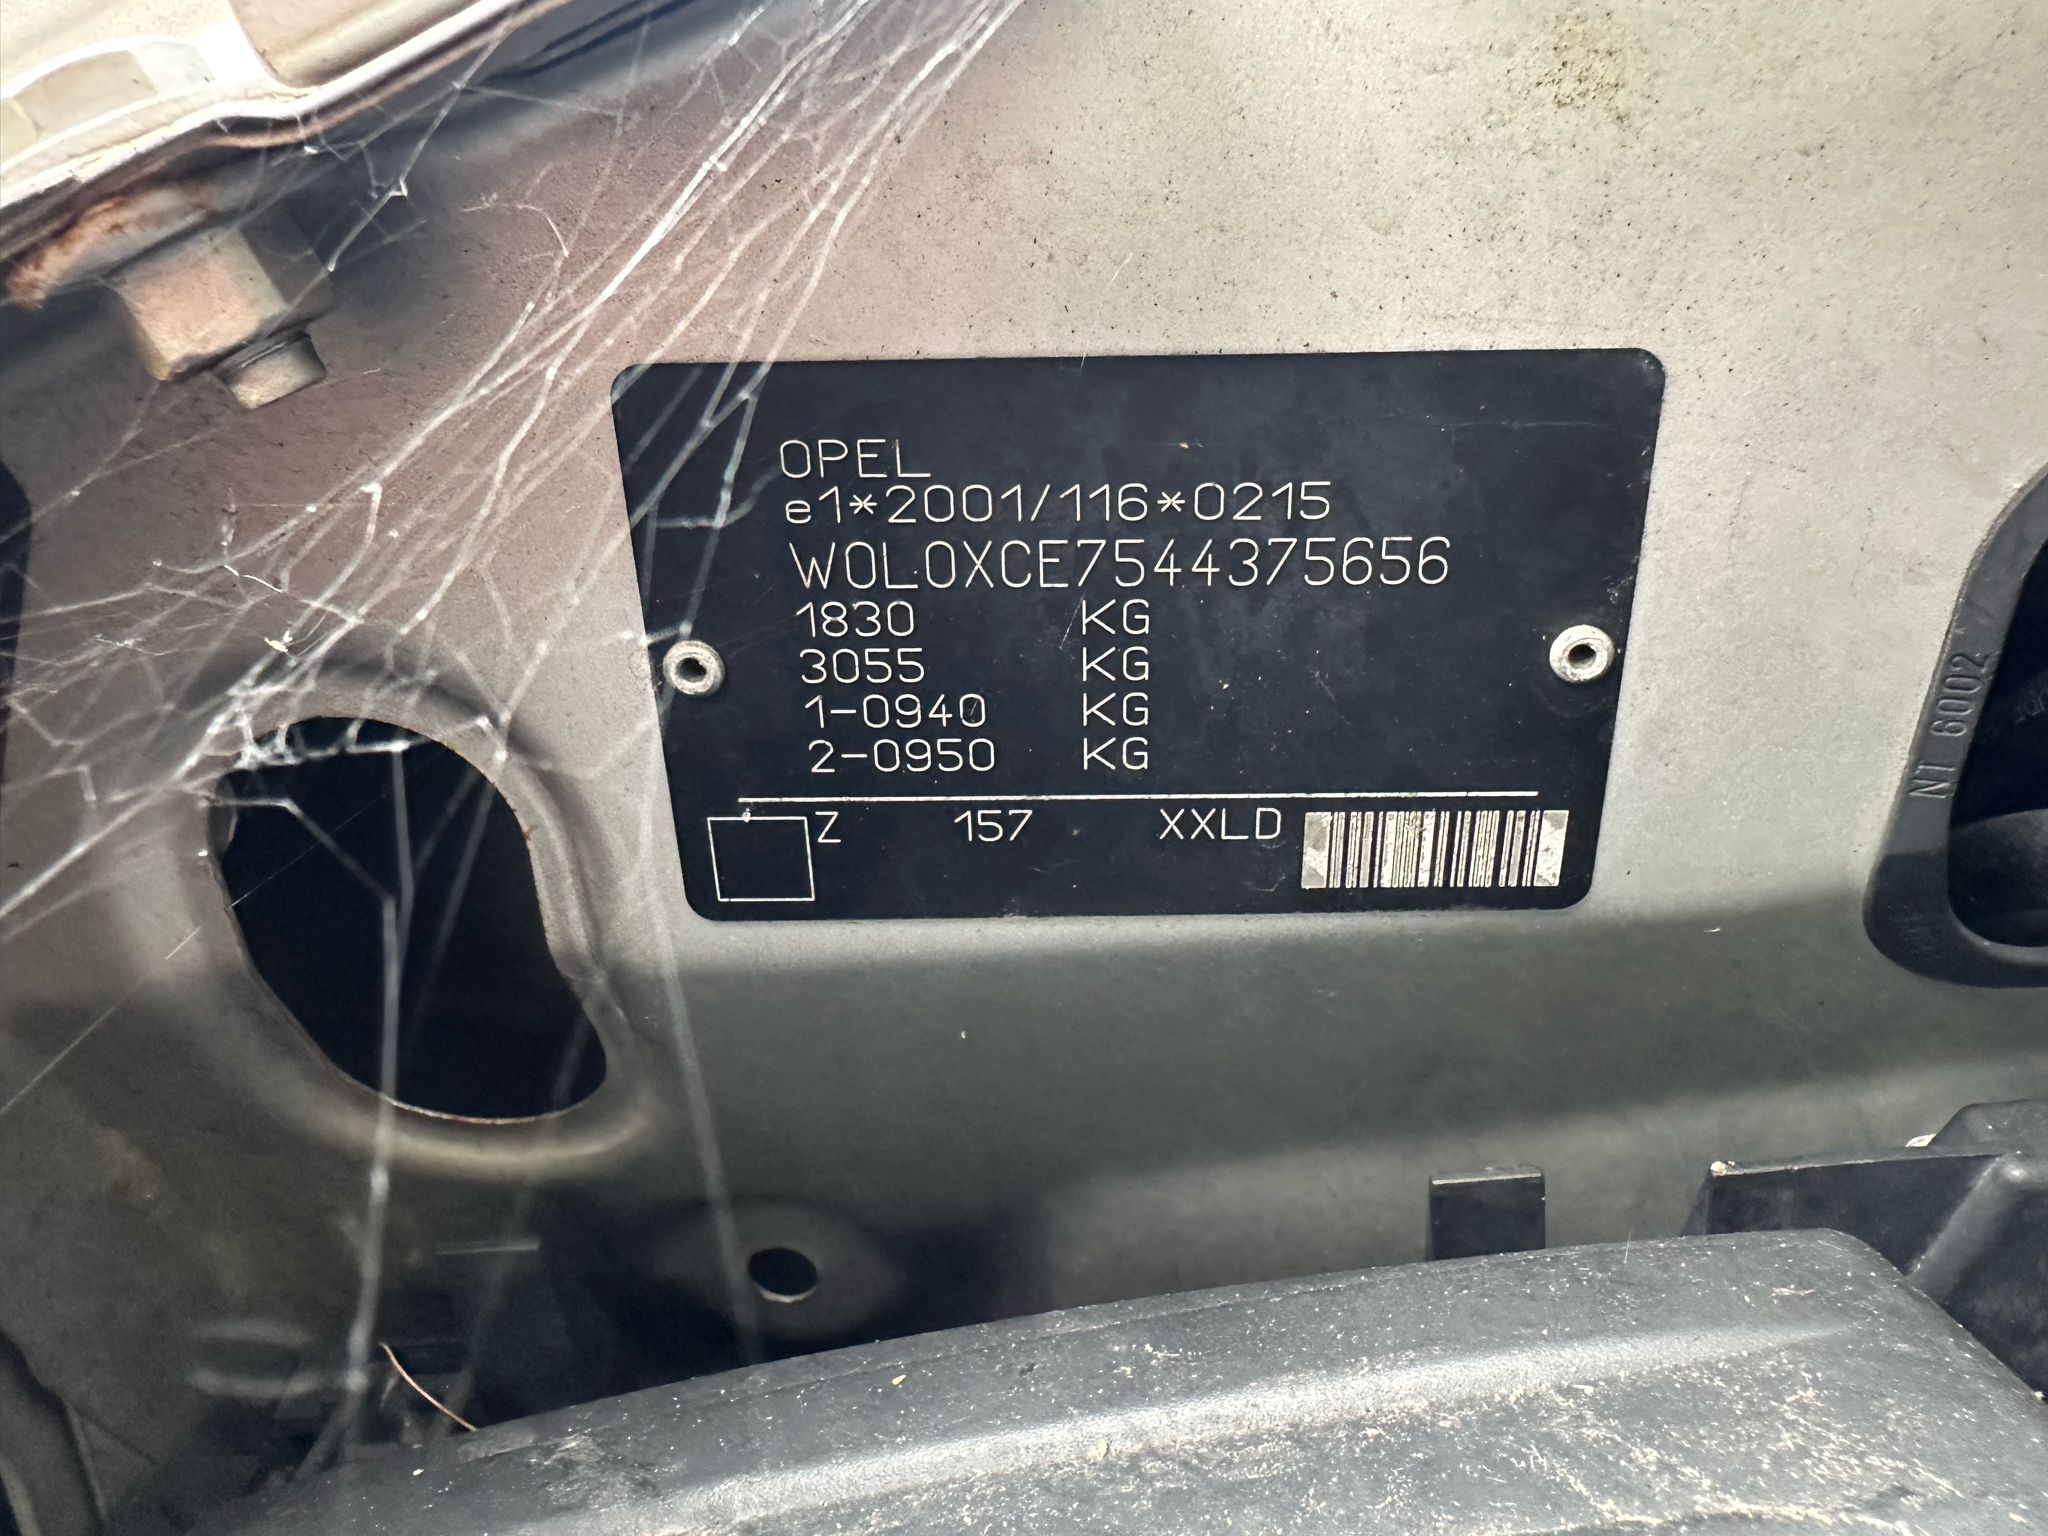 OPEL
e1*2001/116*0215
W0L0XCE7544375656
1830 KG
3055 KG
1-0940 KG
2-0950 KG
Z 157 XXLD
NT 6002